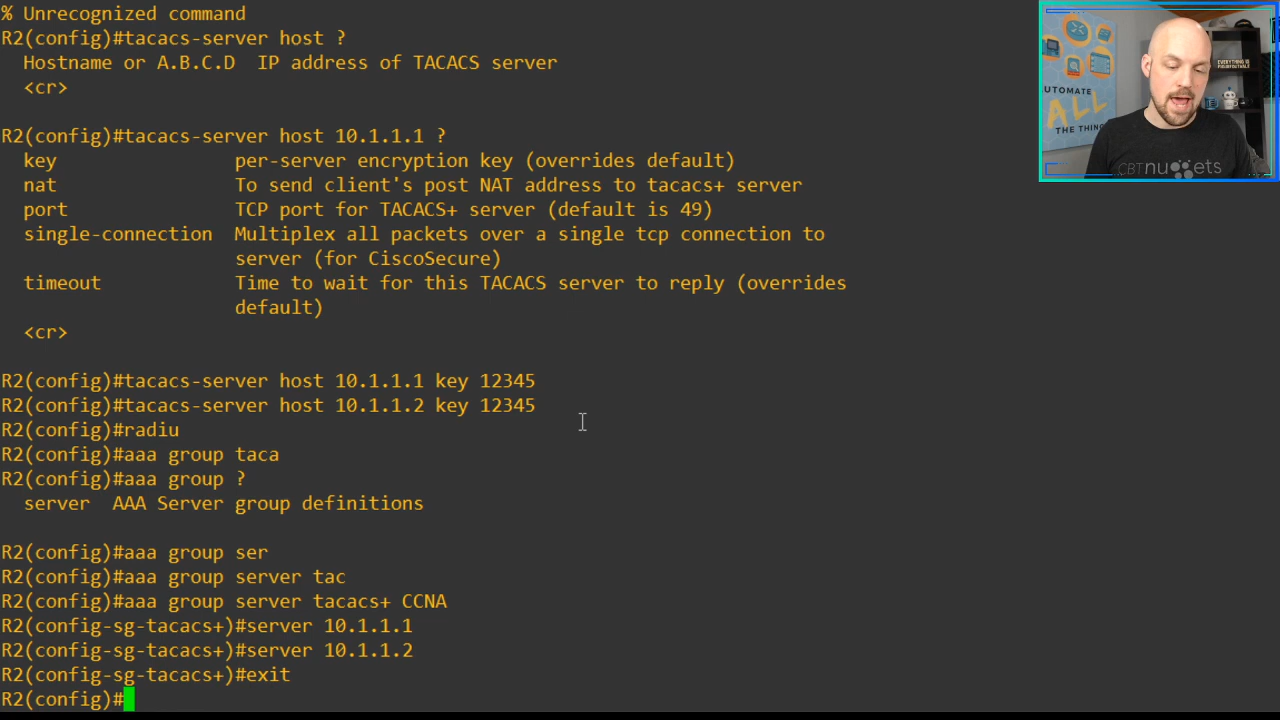 % Unrecognized command
R2(config)#tacacs-server host ?
Hostname or A.B.C.D  IP address of TACACS server
<cr>
R2(config)#tacacs-server host 10.1.1.1 ?
key                per-server encryption key (overrides default)
nat                To send client's post NAT address to tacacs+ server
port               TCP port for TACACS+ server (default is 49)
single-connection  Multiplex all packets over a single tcp connection to
server (for CiscoSecure)
timeout            Time to wait for this TACACS server to reply (overrides
default)
<cr>
R2(config)#tacacs-server host 10.1.1.1 key 12345
R2(config)#tacacs-server host 10.1.1.2 key 12345
R2(config)#radiu
R2(config)#aaa group taca
R2(config)#aaa group ?
server  AAA Server group definitions
R2(config)#aaa group ser
R2(config)#aaa group server tac
R2(config)#aaa group server tacacs+ CCNA
R2(config-sg-tacacs+)#server 10.1.1.1
R2(config-sg-tacacs+)#server 10.1.1.2
R2(config-sg-tacacs+)#exit
R2(config)#
UTOMATE
ALL
THE THIN
EVERYTHING IS
CBTnuggets